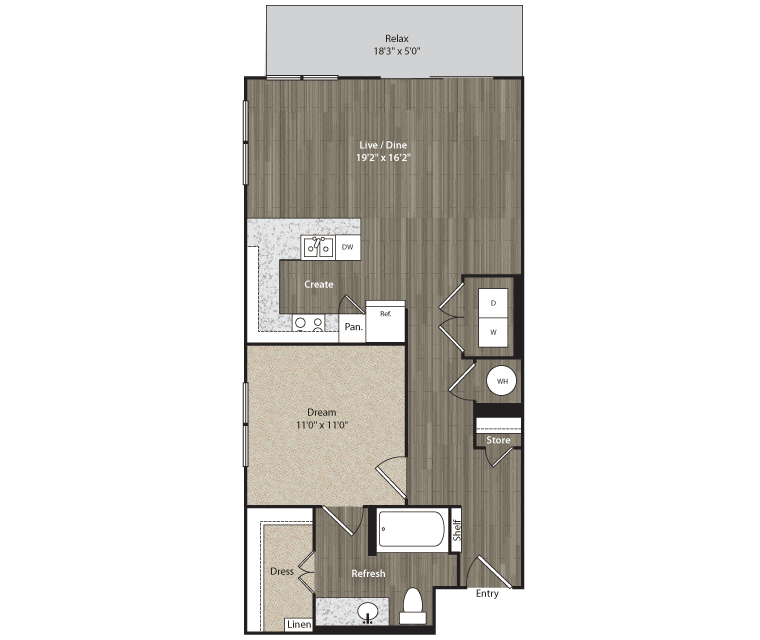 Relax
18'3" x 5'0"
Live / Dine
19'2" x 16'2"
DW
Create
D
Ref.
Pan.
W
WH
Dream
11'0" x 11'0"
Store
Shelf
Dress
Refresh
Entry
Linen